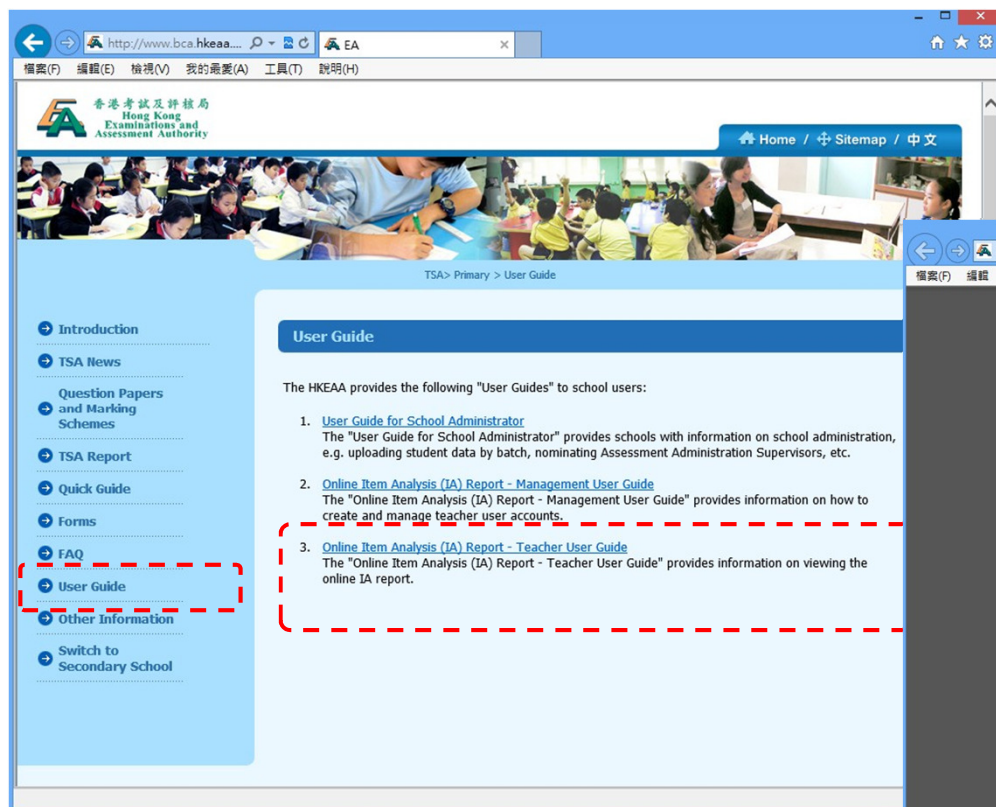 http://www.bca.hkeaa....
EA
檔案(F) 編輯(E) 檢視(V) 我的最愛(A) 工具(T) 說明(H)
香港考試及評核局
Hong Kong
Examinations and
Assessment Authority
Home / Sitemap / 中文
TSA> Primary > User Guide
檔案(F) 編輯
Introduction
TSA News
Question Papers
and Marking
Schemes
TSA Report
Quick Guide
Forms
FAQ
User Guide
Other Information
Switch to
Secondary School
User Guide
The HKEAA provides the following "User Guides" to school users:
1. User Guide for School Administrator
The "User Guide for School Administrator" provides schools with information on school administration,
e.g. uploading student data by batch, nominating Assessment Administration Supervisors, etc.
2. Online Item Analysis (IA) Report - Management User Guide
The "Online Item Analysis (IA) Report - Management User Guide" provides information on how to
create and manage teacher user accounts.
3. Online Item Analysis (IA) Report - Teacher User Guide
The "Online Item Analysis (IA) Report - Teacher User Guide" provides information on viewing the
online IA report.